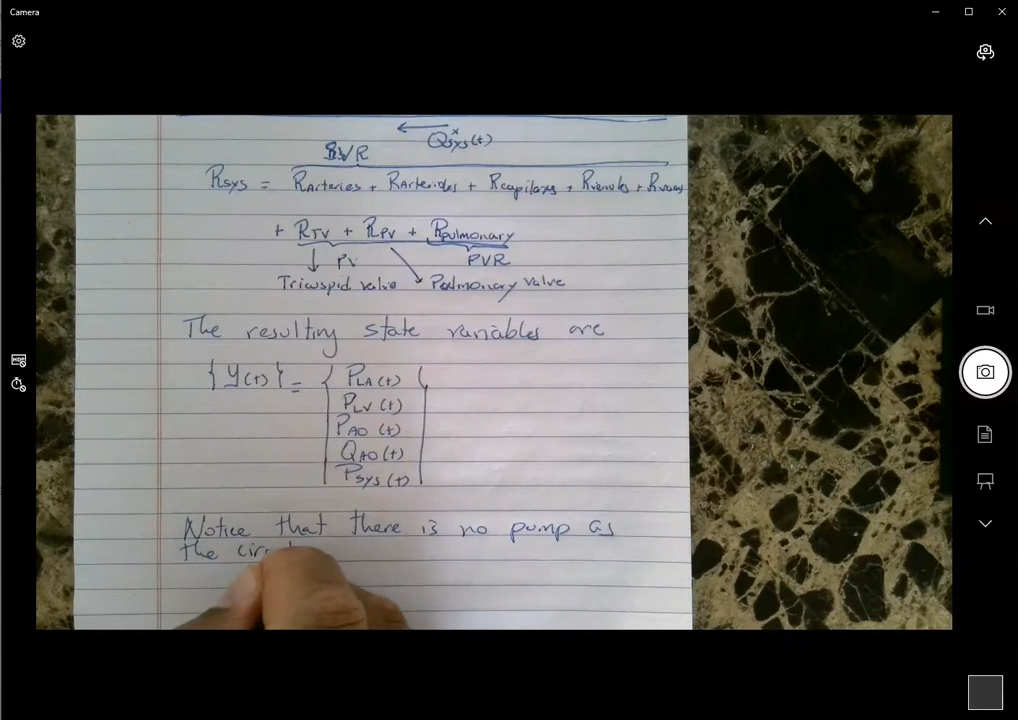 Camera
Qsys(t)
SVR
Rsys = RArteries + RArterioles + Rcapilares + Rvenules + Rveins
+ RTV + RPV + Rpulmonary
PV PVR
Tricuspid valve Pulmonary valve
The resulting state variables are
{Y(t)} = { PLA(t)
PLV(t)
PAO(t)
QAO(t)
PSYS(t) }
Notice that there is no pump as
the